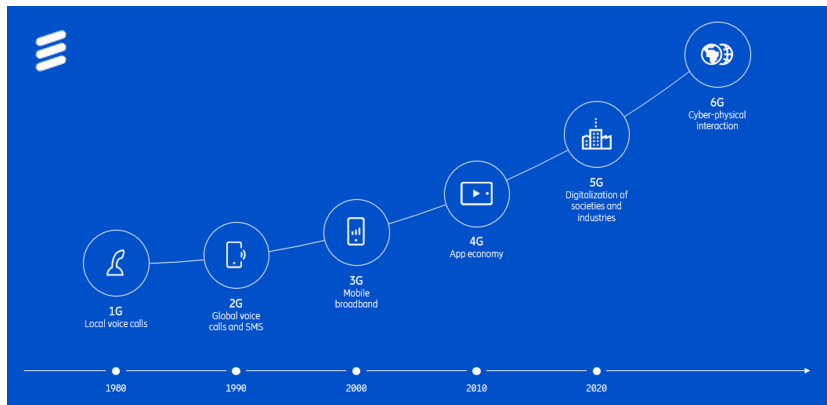 1G
Local voice calls
2G
Global voice
calls and SMS
3G
Mobile
broadband
4G
App economy
5G
Digitalization of
societies and
industries
6G
Cyber-physical
interaction
1980
1990
2000
2010
2020